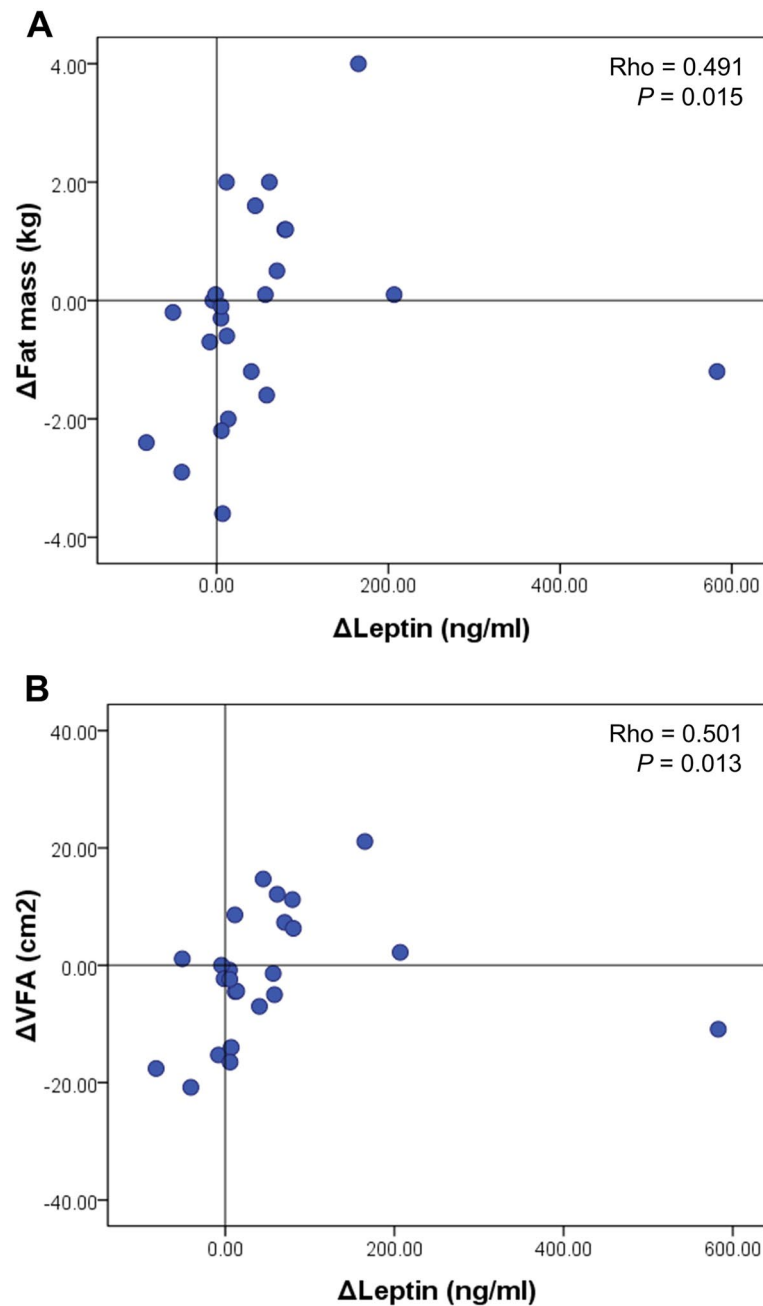 A
Rho = 0.491
P = 0.015
4.00
2.00
0.00
-2.00
-4.00
ΔFat mass (kg)
0.00 200.00 400.00 600.00
ΔLeptin (ng/ml)
B
Rho = 0.501
P = 0.013
40.00
20.00
0.00
-20.00
-40.00
ΔVFA (cm2)
0.00 200.00 400.00 600.00
ΔLeptin (ng/ml)